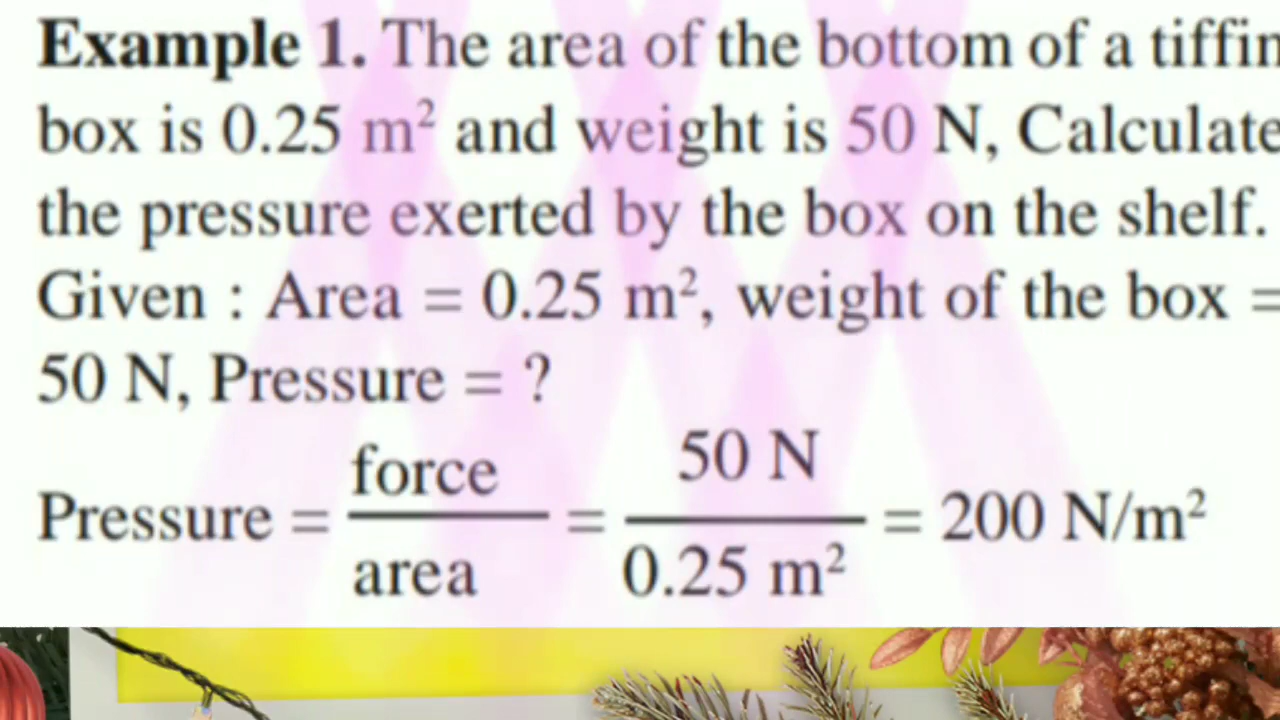 Example 1. The area of the bottom of a tiffin
box is 0.25 m² and weight is 50 N, Calculate
the pressure exerted by the box on the shelf.
Given : Area = 0.25 m², weight of the box =
50 N, Pressure = ?
Pressure = force / area = 50 N / 0.25 m² = 200 N/m²